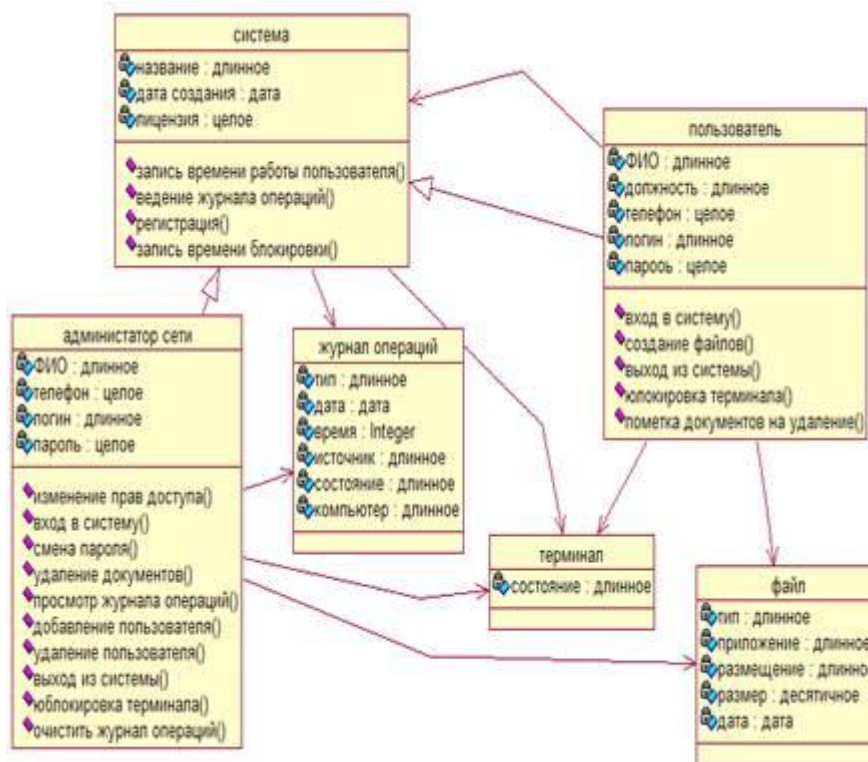 система
название : длинное
дата создания : дата
лицензия : целое
запись времени работы пользователя()
ведение журнала операций()
регистрация()
запись времени блокировки()
пользователь
ФИО : длинное
должность : длинное
телефон : целое
логин : длинное
парооь : целое
вход в систему()
создание файлов()
выход из системы()
юлокировка терминала()
пометка документов на удаление()
администатор сети
ФИО : длинное
телефон : целое
логин : длинное
пароль : целое
изменение прав доступа()
вход в систему()
смена пароля()
удаление документов()
просмотр журнала операций()
добавление пользователя()
удаление пользователя()
выход из системы()
юблокировка терминала()
очистить журнал операций()
журнал операций
тип : длинное
дата : дата
время : Integer
источник : длинное
состояние : длинное
компьютер : длинное
терминал
состояние : длинное
файл
тип : длинное
приложение : длинное
размещение : длинно
размер : десятичное
дата : дата